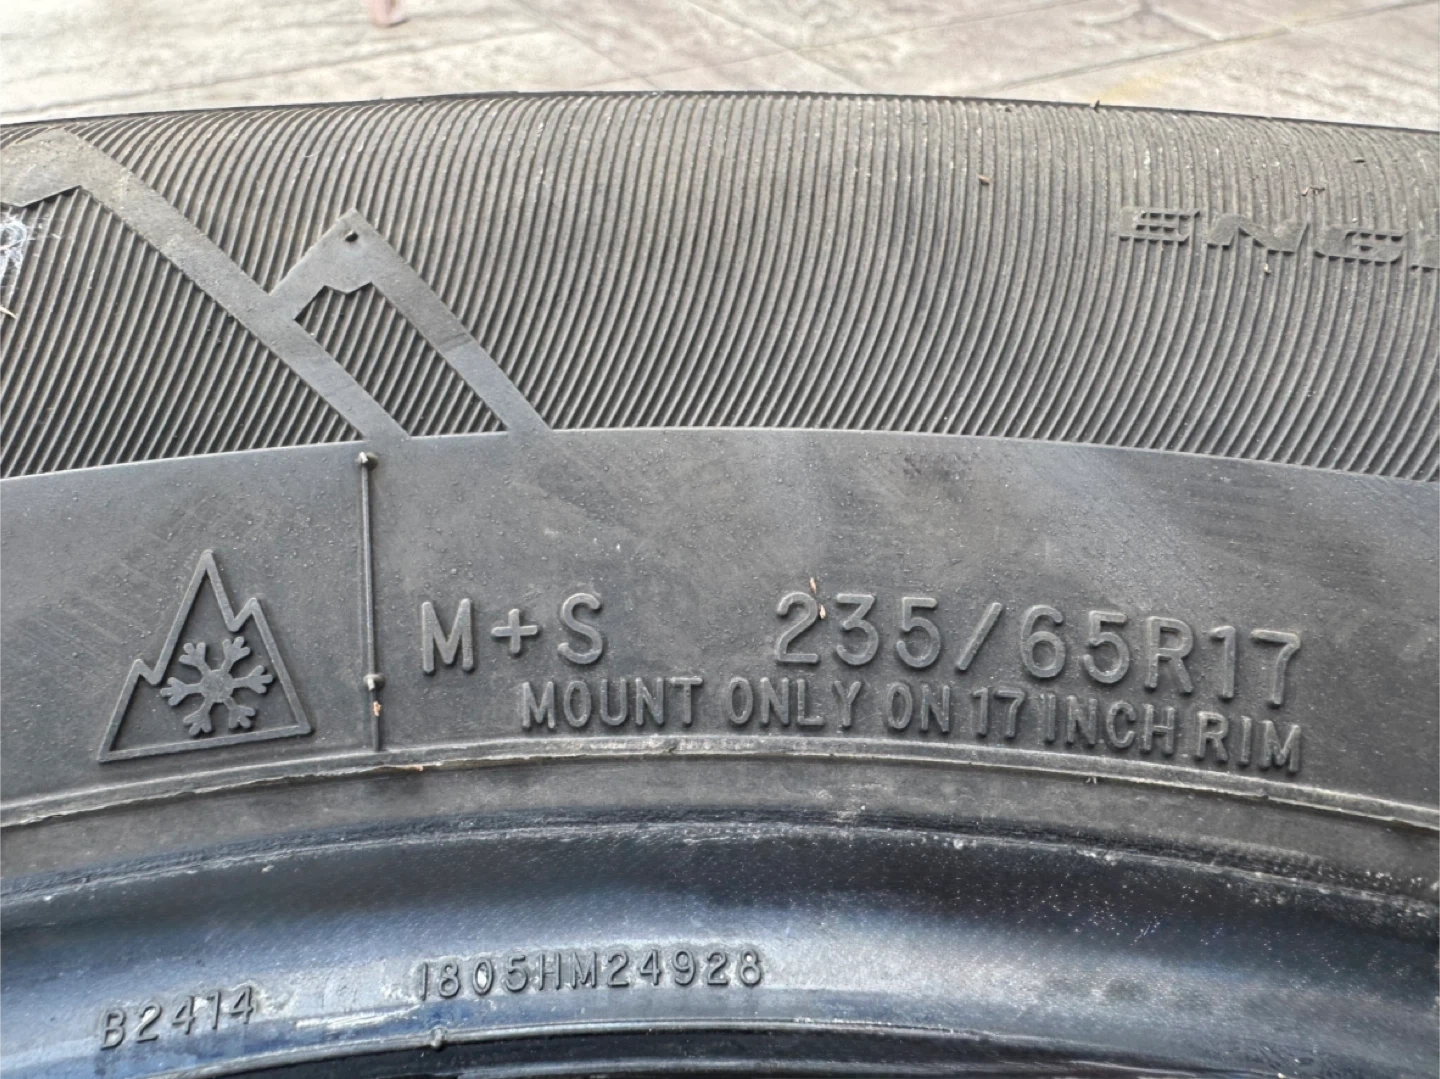 M+S 235/65R17
MOUNT ONLY ON 17 INCH RIM
B2414 1805HM24928